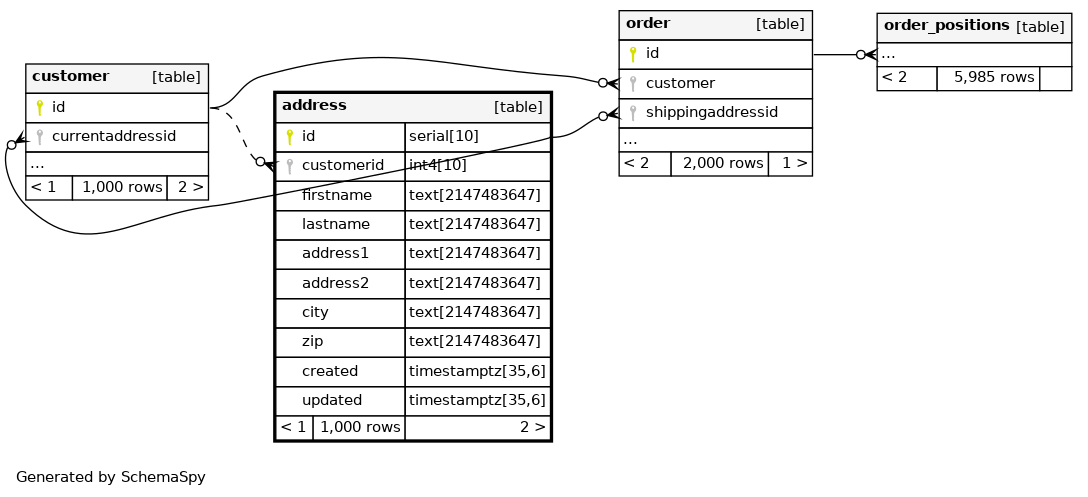 customer [table]
id
currentaddressid
...
< 1 1,000 rows 2 >
address [table]
id serial[10]
customerid int4[10]
firstname text[2147483647]
lastname text[2147483647]
address1 text[2147483647]
address2 text[2147483647]
city text[2147483647]
zip text[2147483647]
created timestamptz[35,6]
updated timestamptz[35,6]
< 1 1,000 rows 2 >
order [table]
id
customer
shippingaddressid
...
< 2 2,000 rows 1 >
order_positions [table]
...
< 2 5,985 rows
Generated by SchemaSpy